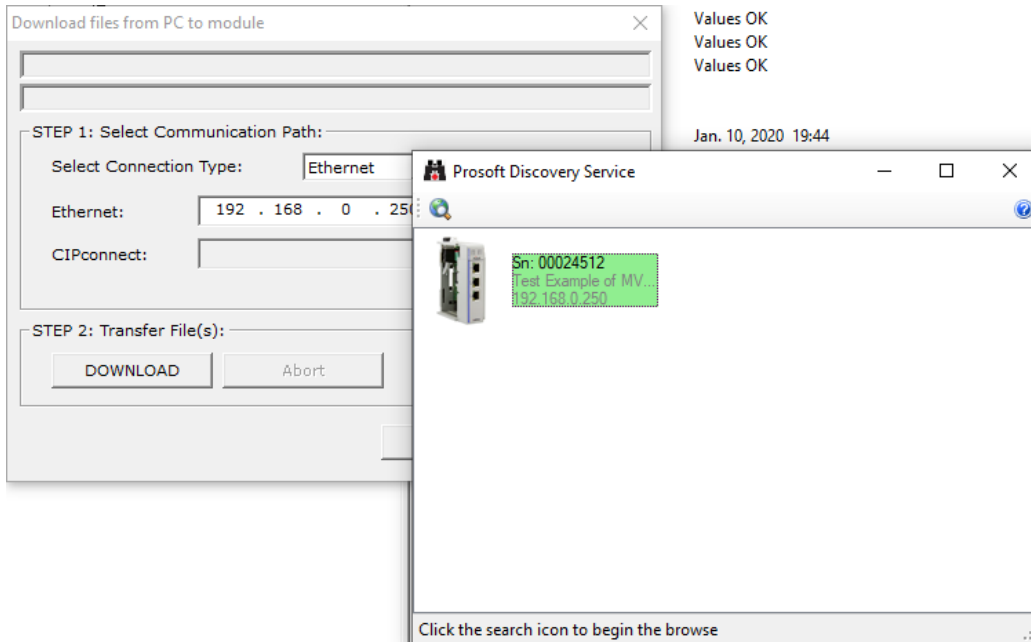 Download files from PC to module
Values OK
Values OK
Values OK
STEP 1: Select Communication Path:
Jan. 10, 2020 19:44
Select Connection Type:
Ethernet
Ethernet:
192 . 168 . 0 . 250
CIPconnect:
STEP 2: Transfer File(s):
DOWNLOAD
Abort
Prosoft Discovery Service
Sn: 00024512
Test Example of MV...
192.168.0.250
Click the search icon to begin the browse